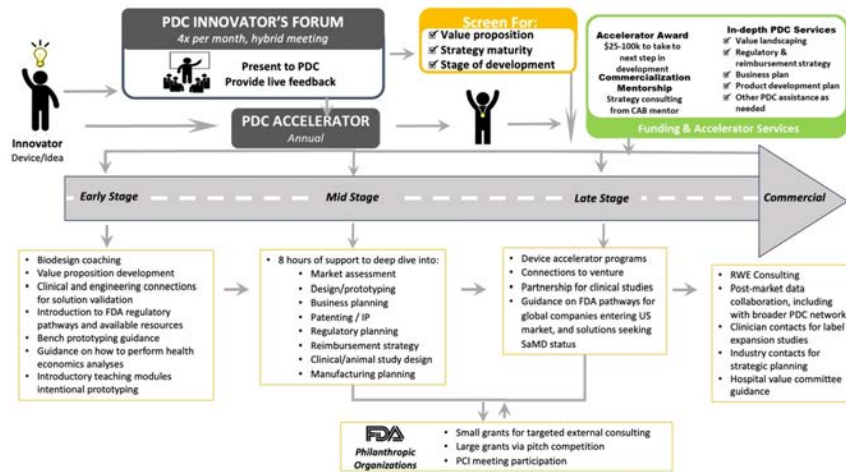 PDC INNOVATOR'S FORUM
4x per month, hybrid meeting
Present to PDC
Provide live feedback
Screen For:
Value proposition
Strategy maturity
Stage of development
Accelerator Award
$25-100k to take to
next step in
development
Commercialization
Mentorship
Strategy consulting
from CAB mentor
In-depth PDC Services
Value landscaping
Regulatory &
reimbursement strategy
Business plan
Product development plan
Other PDC assistance as
needed
Funding & Accelerator Services
Innovator
Device/Idea
PDC ACCELERATOR
Annual
Early Stage
Mid Stage
Late Stage
Commercial
• Biodesign coaching
• Value proposition development
• Clinical and engineering connections
for solution validation
• Introduction to FDA regulatory
pathways and available resources
• Bench prototyping guidance
• Guidance on how to perform health
economics analyses
• Introductory teaching modules
intentional prototyping
• 8 hours of support to deep dive into:
• Market assessment
• Design/prototyping
• Business planning
• Patenting / IP
• Regulatory planning
• Reimbursement strategy
• Clinical/animal study design
• Manufacturing planning
• Device accelerator programs
• Connections to venture
• Partnership for clinical studies
• Guidance on FDA pathways for
global companies entering US
market, and solutions seeking
SaMD status
• RWE Consulting
• Post-market data
collaboration, including
with broader PDC network
• Clinician contacts for label
expansion studies
• Industry contacts for
strategic planning
• Hospital value committee
guidance
FDA
Philanthropic
Organizations
• Small grants for targeted external consulting
• Large grants via pitch competition
• PCI meeting participation